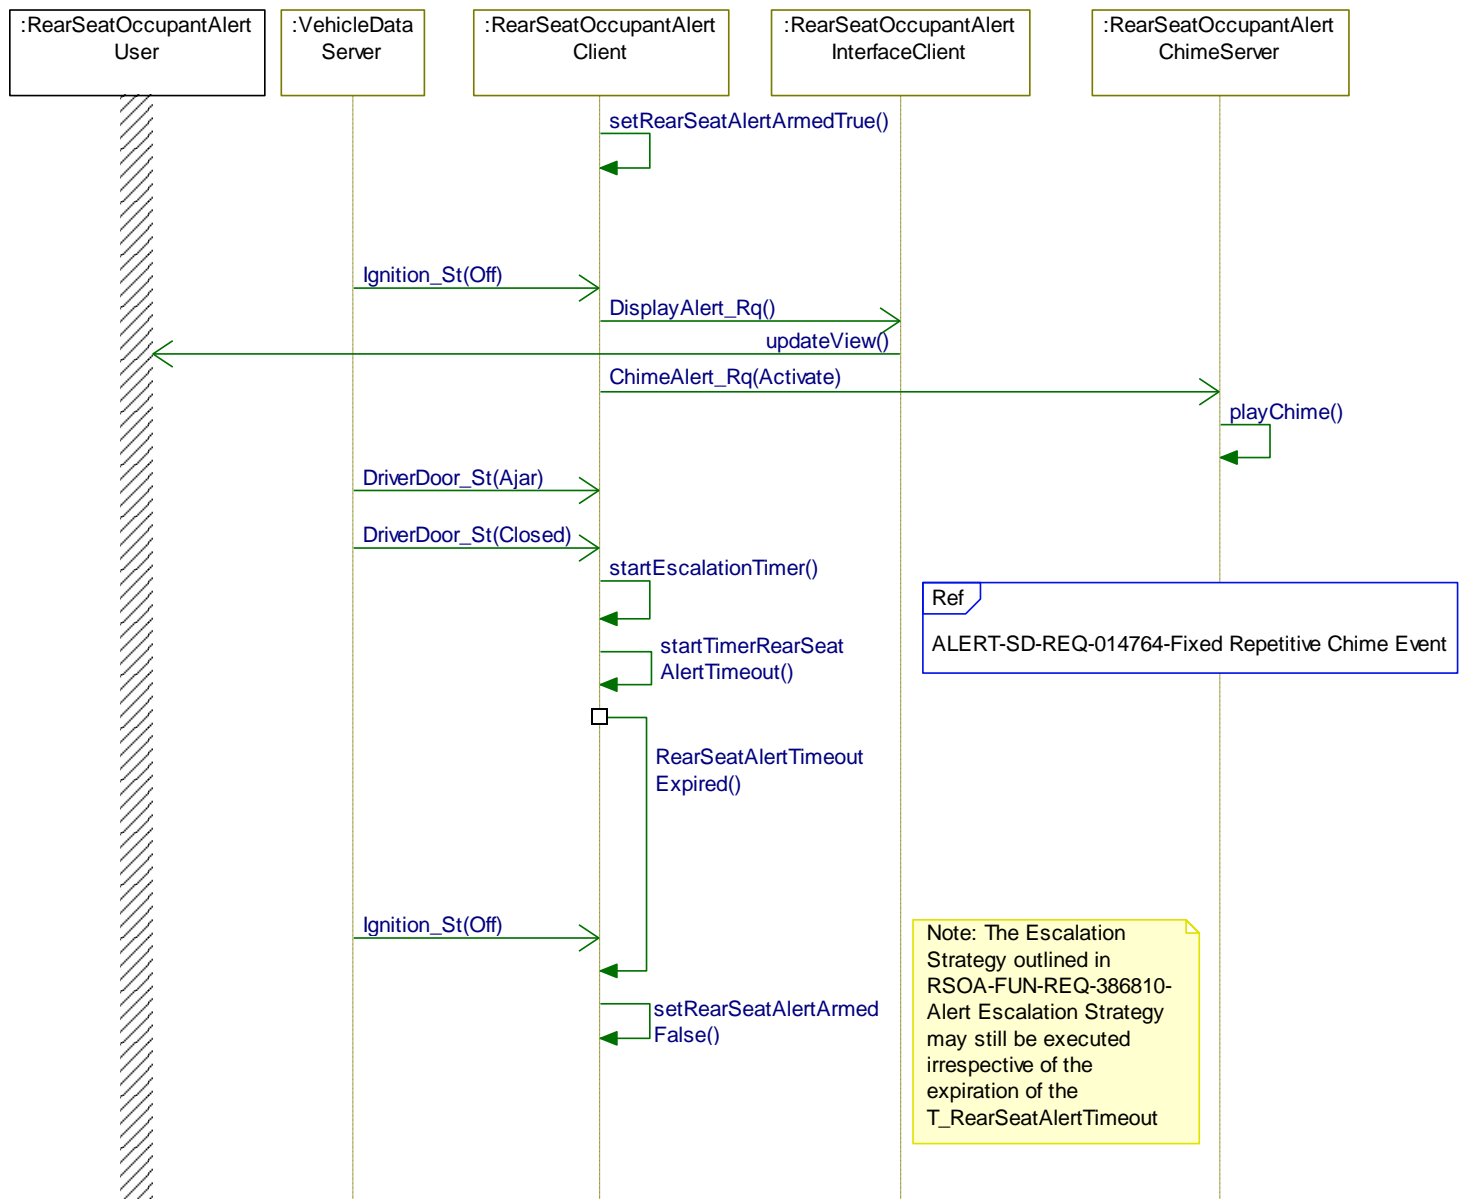 :RearSeatOccupantAlert
User
:VehicleData
Server
:RearSeatOccupantAlert
Client
:RearSeatOccupantAlert
InterfaceClient
:RearSeatOccupantAlert
ChimeServer
setRearSeatAlertArmedTrue()
Ignition_St(Off)
DisplayAlert_Rq()
updateView()
ChimeAlert_Rq(Activate)
playChime()
DriverDoor_St(Ajar)
DriverDoor_St(Closed)
startEscalationTimer()
Ref
ALERT-SD-REQ-014764-Fixed Repetitive Chime Event
startTimerRearSeat
AlertTimeout()
RearSeatAlertTimeout
Expired()
Ignition_St(Off)
Note: The Escalation
Strategy outlined in
RSOA-FUN-REQ-386810-
Alert Escalation Strategy
may still be executed
irrespective of the
expiration of the
T_RearSeatAlertTimeout
setRearSeatAlertArmed
False()